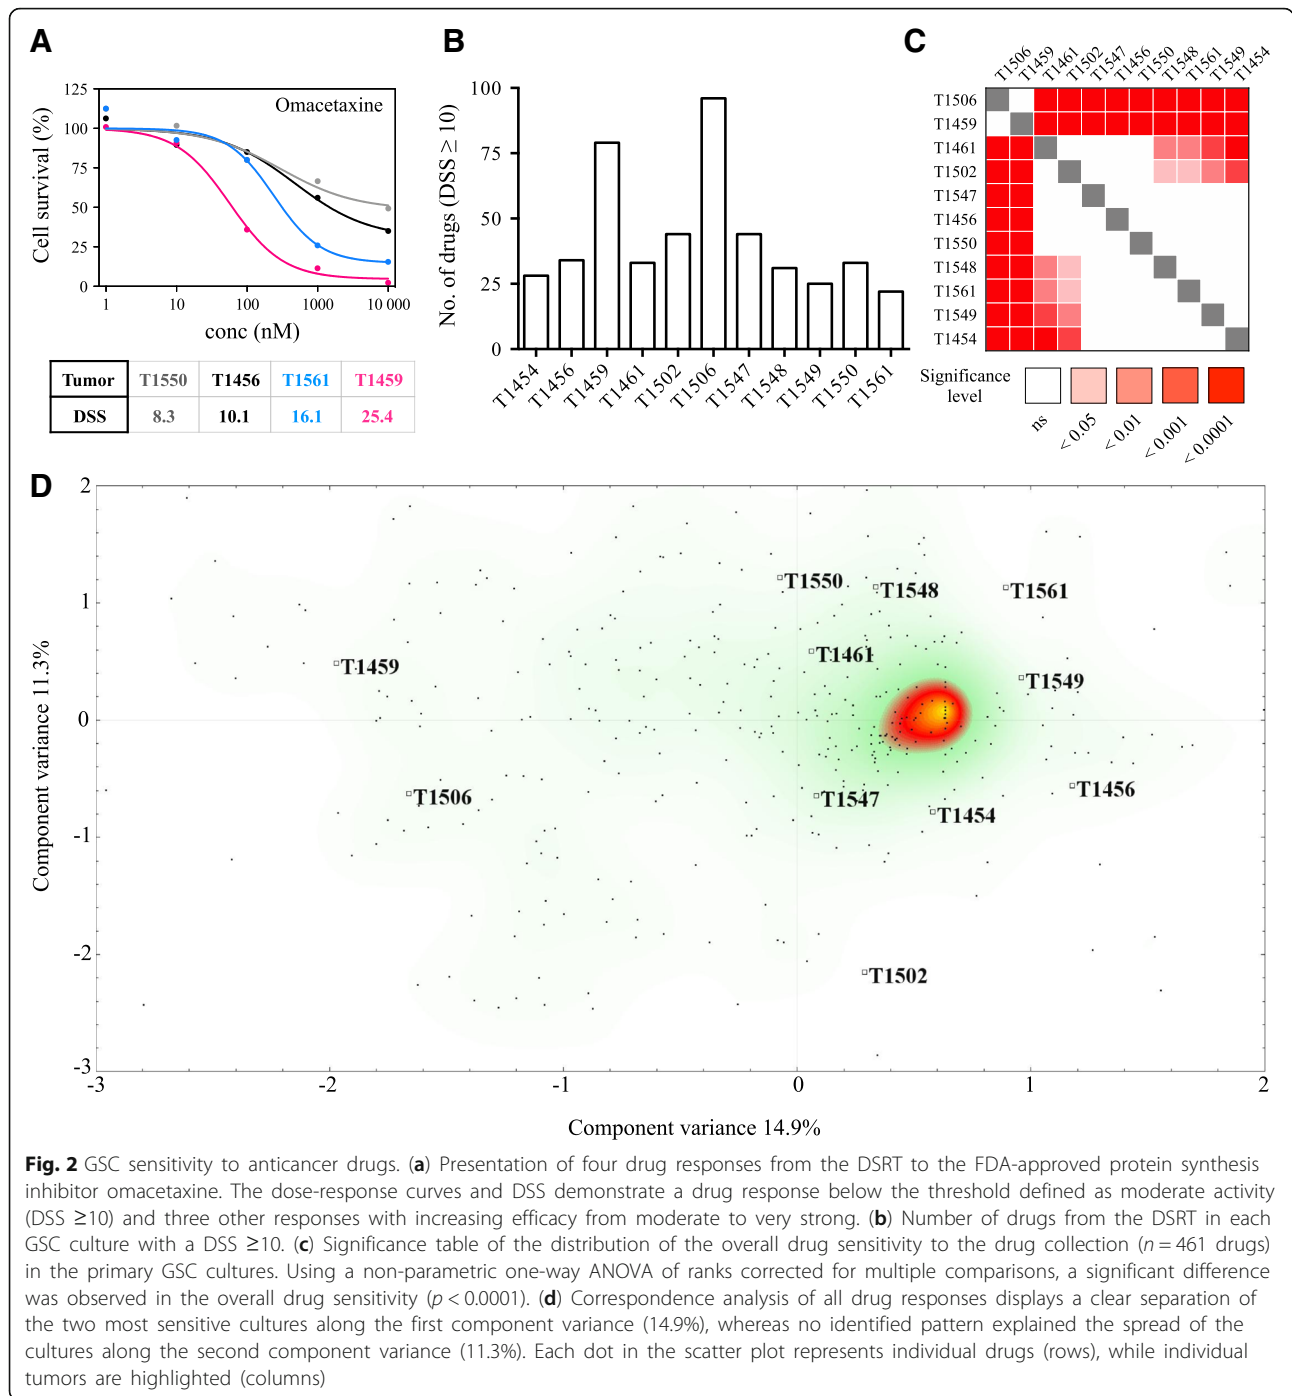 A
B
C
Omacetaxine
Cell survival (%)
125
100
75
50
25
0
1
10
100
1000
10 000
conc (nM)
Tumor T1550 T1456 T1561 T1459
DSS 8.3 10.1 16.1 25.4
No. of drugs (DSS ≥ 10)
100
75
50
25
0
T1454
T1456
T1459
T1461
T1502
T1506
T1547
T1548
T1549
T1550
T1561
T1506
T1459
T1461
T1502
T1547
T1456
T1550
T1548
T1561
T1549
T1454
T1506
T1459
T1461
T1502
T1547
T1456
T1550
T1548
T1561
T1549
T1454
Significance
level
ns
< 0.05
< 0.01
< 0.001
< 0.0001
D
Component variance 11.3%
2
1
0
-1
-2
-3
T1550
T1548
T1561
T1461
T1459
T1549
T1456
T1506
T1547
T1454
T1502
-3
-2
-1
0
1
2
Component variance 14.9%
Fig. 2 GSC sensitivity to anticancer drugs. (a) Presentation of four drug responses from the DSRT to the FDA-approved protein synthesis
inhibitor omacetaxine. The dose-response curves and DSS demonstrate a drug response below the threshold defined as moderate activity
(DSS ≥10) and three other responses with increasing efficacy from moderate to very strong. (b) Number of drugs from the DSRT in each
GSC culture with a DSS ≥10. (c) Significance table of the distribution of the overall drug sensitivity to the drug collection (n = 461 drugs)
in the primary GSC cultures. Using a non-parametric one-way ANOVA of ranks corrected for multiple comparisons, a significant difference
was observed in the overall drug sensitivity (p < 0.0001). (d) Correspondence analysis of all drug responses displays a clear separation of
the two most sensitive cultures along the first component variance (14.9%), whereas no identified pattern explained the spread of the
cultures along the second component variance (11.3%). Each dot in the scatter plot represents individual drugs (rows), while individual
tumors are highlighted (columns)